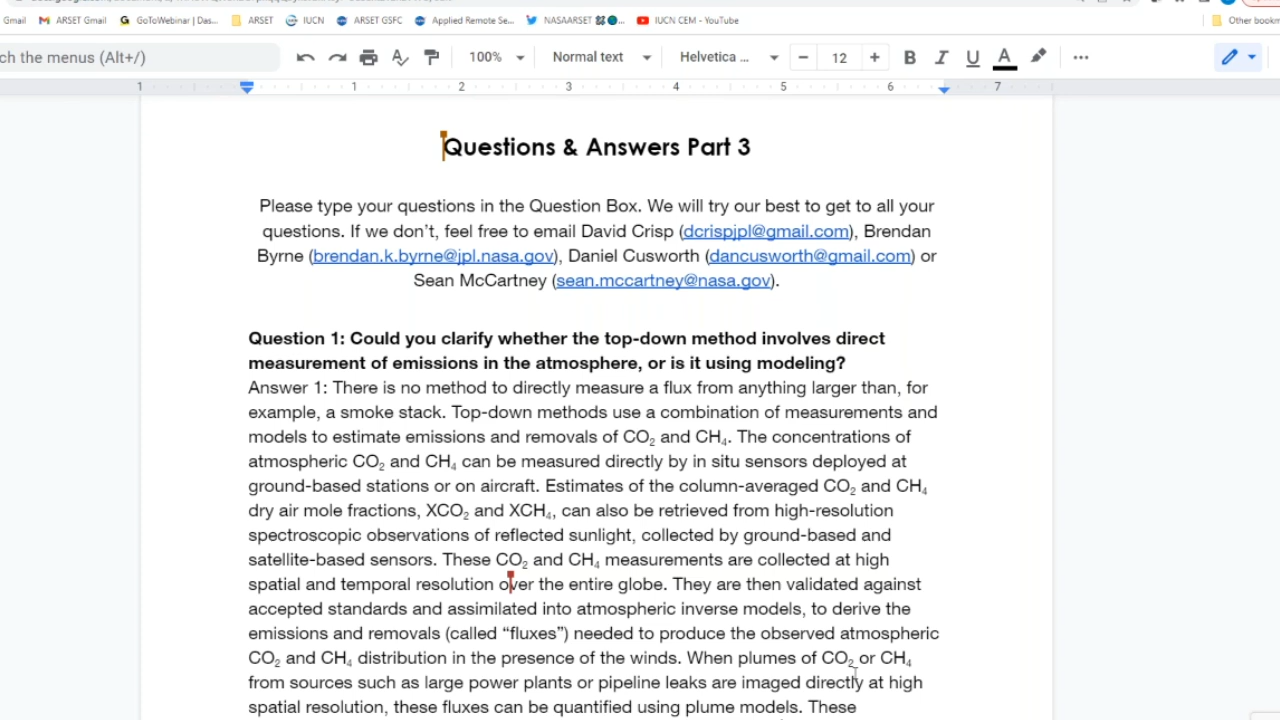 Gmail ARSET Gmail GoToWebinar | Das... ARSET IUCN ARSET GSFC Applied Remote Se... NASAARSET IUCN CEM - YouTube Other bookm
ch the menus (Alt+/) 100% Normal text Helvetica ... 12 B I U A
1 1 2 3 4 5 6 7
Questions & Answers Part 3
Please type your questions in the Question Box. We will try our best to get to all your
questions. If we don’t, feel free to email David Crisp (dcrispjpl@gmail.com), Brendan
Byrne (brendan.k.byrne@jpl.nasa.gov), Daniel Cusworth (dancusworth@gmail.com) or
Sean McCartney (sean.mccartney@nasa.gov).
Question 1: Could you clarify whether the top-down method involves direct
measurement of emissions in the atmosphere, or is it using modeling?
Answer 1: There is no method to directly measure a flux from anything larger than, for
example, a smoke stack. Top-down methods use a combination of measurements and
models to estimate emissions and removals of CO₂ and CH₄. The concentrations of
atmospheric CO₂ and CH₄ can be measured directly by in situ sensors deployed at
ground-based stations or on aircraft. Estimates of the column-averaged CO₂ and CH₄
dry air mole fractions, XCO₂ and XCH₄, can also be retrieved from high-resolution
spectroscopic observations of reflected sunlight, collected by ground-based and
satellite-based sensors. These CO₂ and CH₄ measurements are collected at high
spatial and temporal resolution over the entire globe. They are then validated against
accepted standards and assimilated into atmospheric inverse models, to derive the
emissions and removals (called “fluxes”) needed to produce the observed atmospheric
CO₂ and CH₄ distribution in the presence of the winds. When plumes of CO₂ or CH₄
from sources such as large power plants or pipeline leaks are imaged directly at high
spatial resolution, these fluxes can be quantified using plume models. These